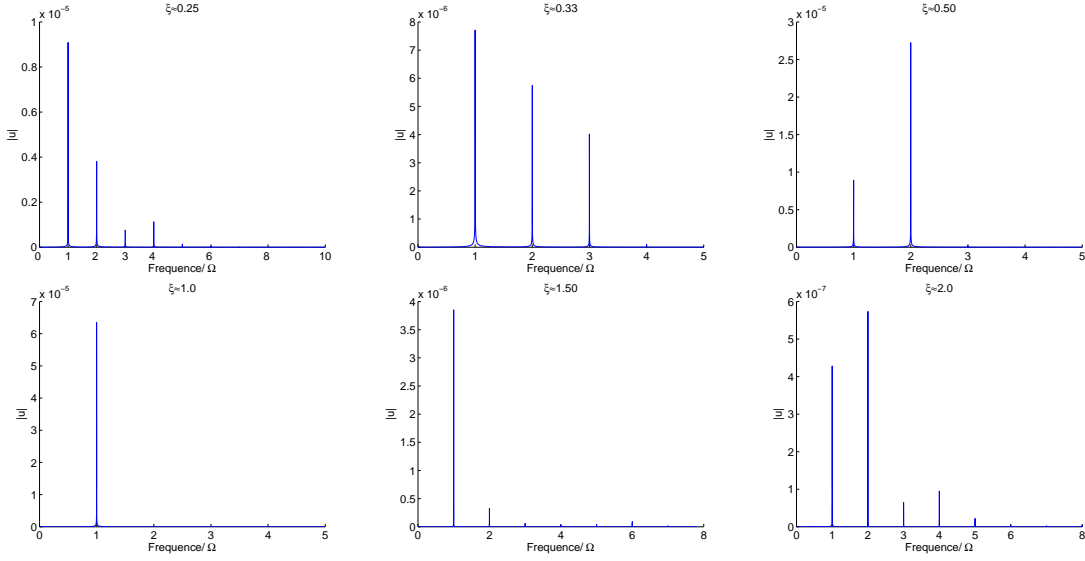 ξ≈0.25
x 10⁻⁵
1
0.8
0.6
0.4
0.2
0
|u|
0 1 2 3 4 5 6 7 8 9 10
Frequence/ Ω
ξ≈0.33
x 10⁻⁶
8
7
6
5
4
3
2
1
0
|u|
0 1 2 3 4 5
Frequence/ Ω
ξ≈0.50
x 10⁻⁵
3
2.5
2
1.5
1
0.5
0
|u|
0 1 2 3 4 5
Frequence/ Ω
ξ≈1.0
x 10⁻⁵
7
6
5
4
3
2
1
0
|u|
0 1 2 3 4 5
Frequence/ Ω
ξ≈1.50
x 10⁻⁶
4
3.5
3
2.5
2
1.5
1
0.5
0
|u|
0 2 4 6 8
Frequence/ Ω
ξ≈2.0
x 10⁻⁷
6
5
4
3
2
1
0
|u|
0 1 2 3 4 5 6 7 8
Frequence/ Ω